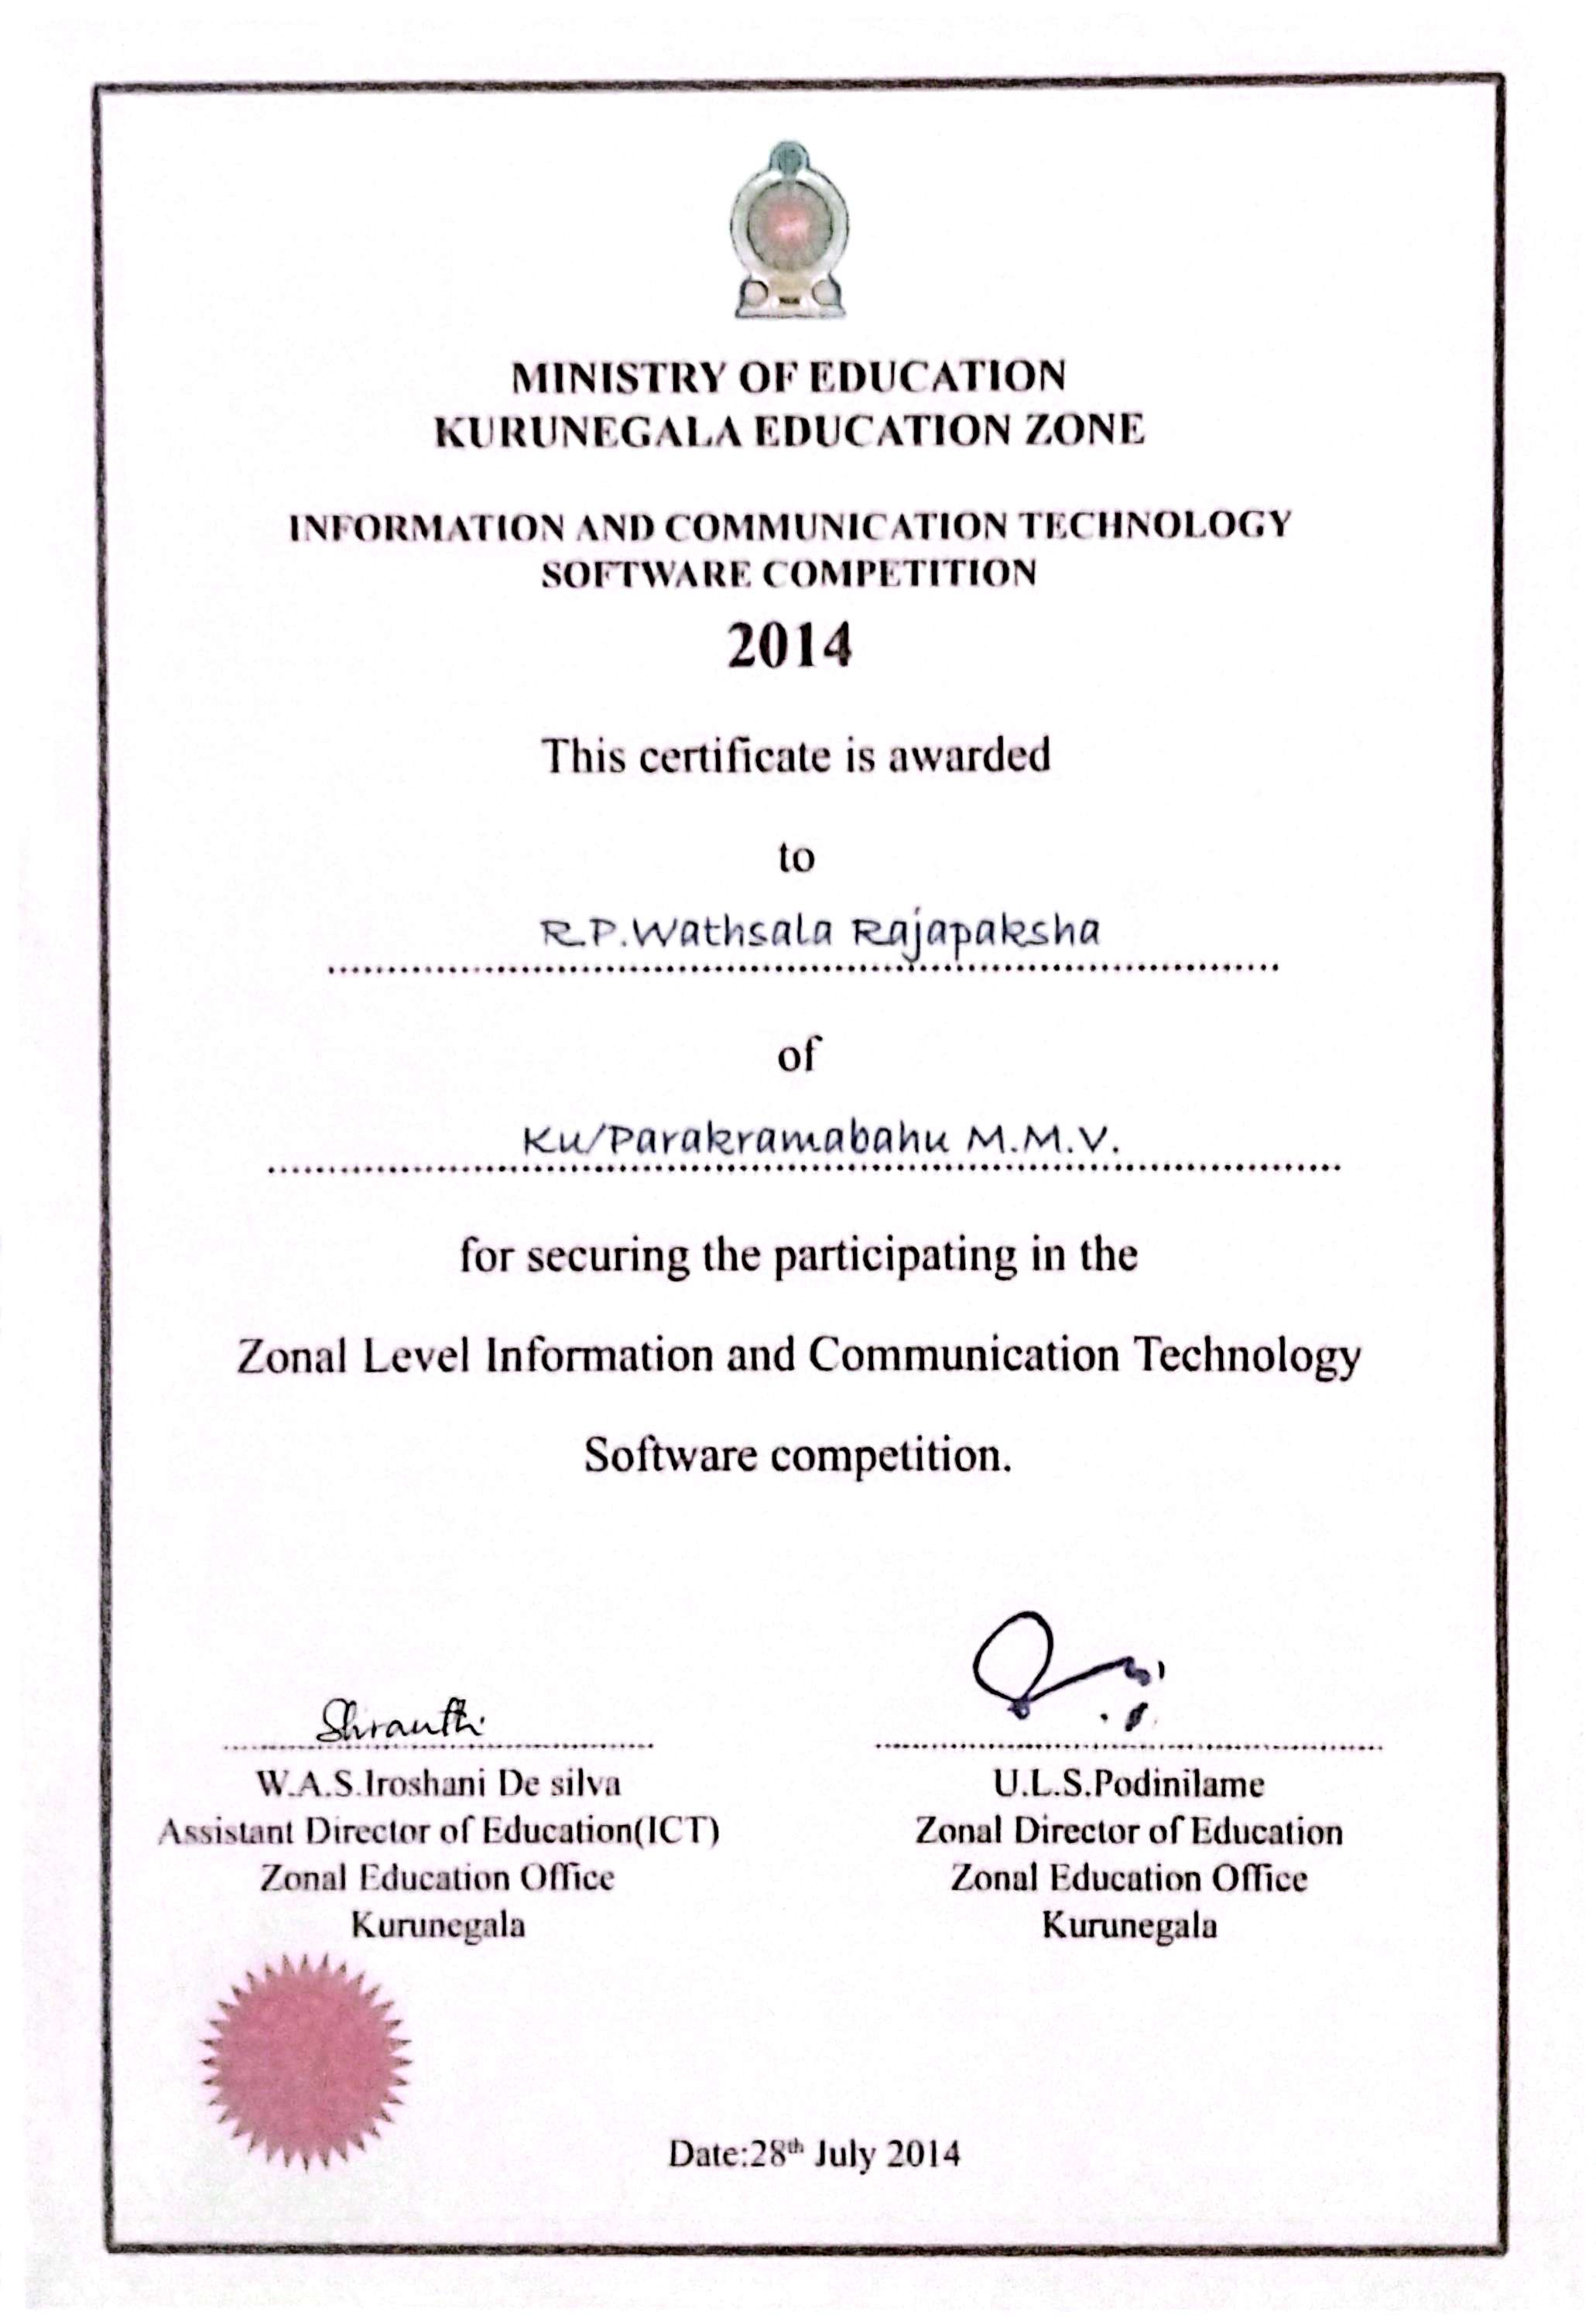 MINISTRY OF EDUCATION
KURUNEGALA EDUCATION ZONE
INFORMATION AND COMMUNICATION TECHNOLOGY
SOFTWARE COMPETITION
2014
This certificate is awarded
to
R.P.Wathsala Rajapaksha
of
Ku/Parakramabahu M.M.V.
for securing the participating in the
Zonal Level Information and Communication Technology
Software competition.
W.A.S.Iroshani De silva
Assistant Director of Education(ICT)
Zonal Education Office
Kurunegala
U.L.S.Podinilame
Zonal Director of Education
Zonal Education Office
Kurunegala
Date:28th July 2014